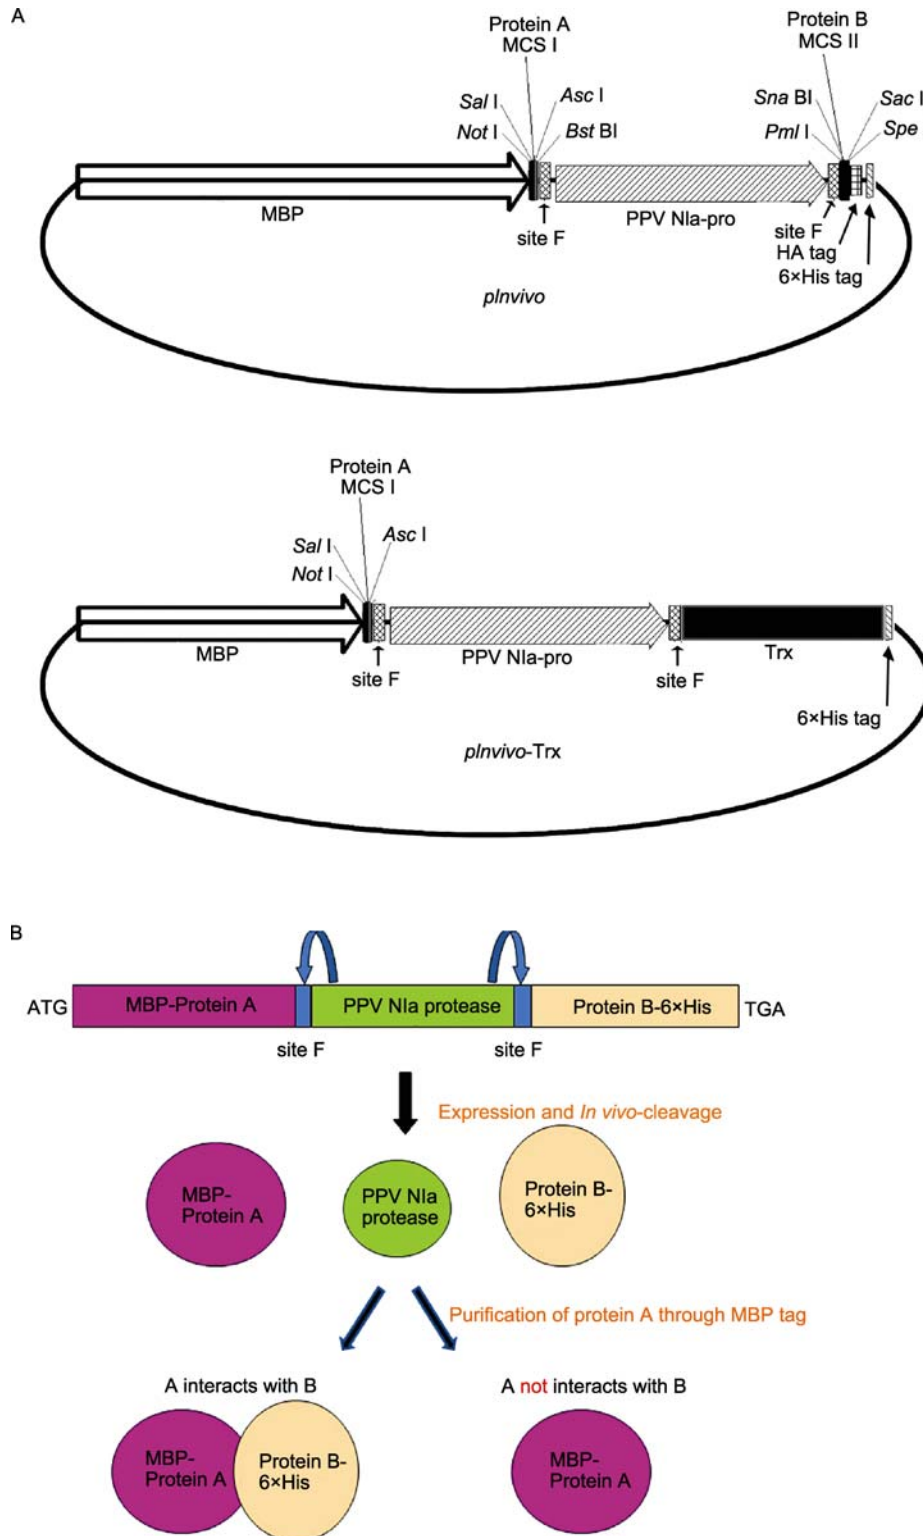 A
Protein A
MCS I
Protein B
MCS II
Sal I
Asc I
Sna BI
Sac I
Not I
Bst BI
Pml I
Spe
MBP
site F
PPV NIa-pro
site F
HA tag
6×His tag
pInvivo
Protein A
MCS I
Sal I
Asc I
Not I
MBP
site F
PPV NIa-pro
site F
Trx
6×His tag
pInvivo-Trx
B
ATG
MBP-Protein A
PPV NIa protease
Protein B-6×His
TGA
site F
site F
Expression and In vivo-cleavage
MBP-
Protein A
PPV NIa
protease
Protein B-
6×His
Purification of protein A through MBP tag
A interacts with B
A not interacts with B
MBP-
Protein A
Protein B-
6×His
MBP-
Protein A